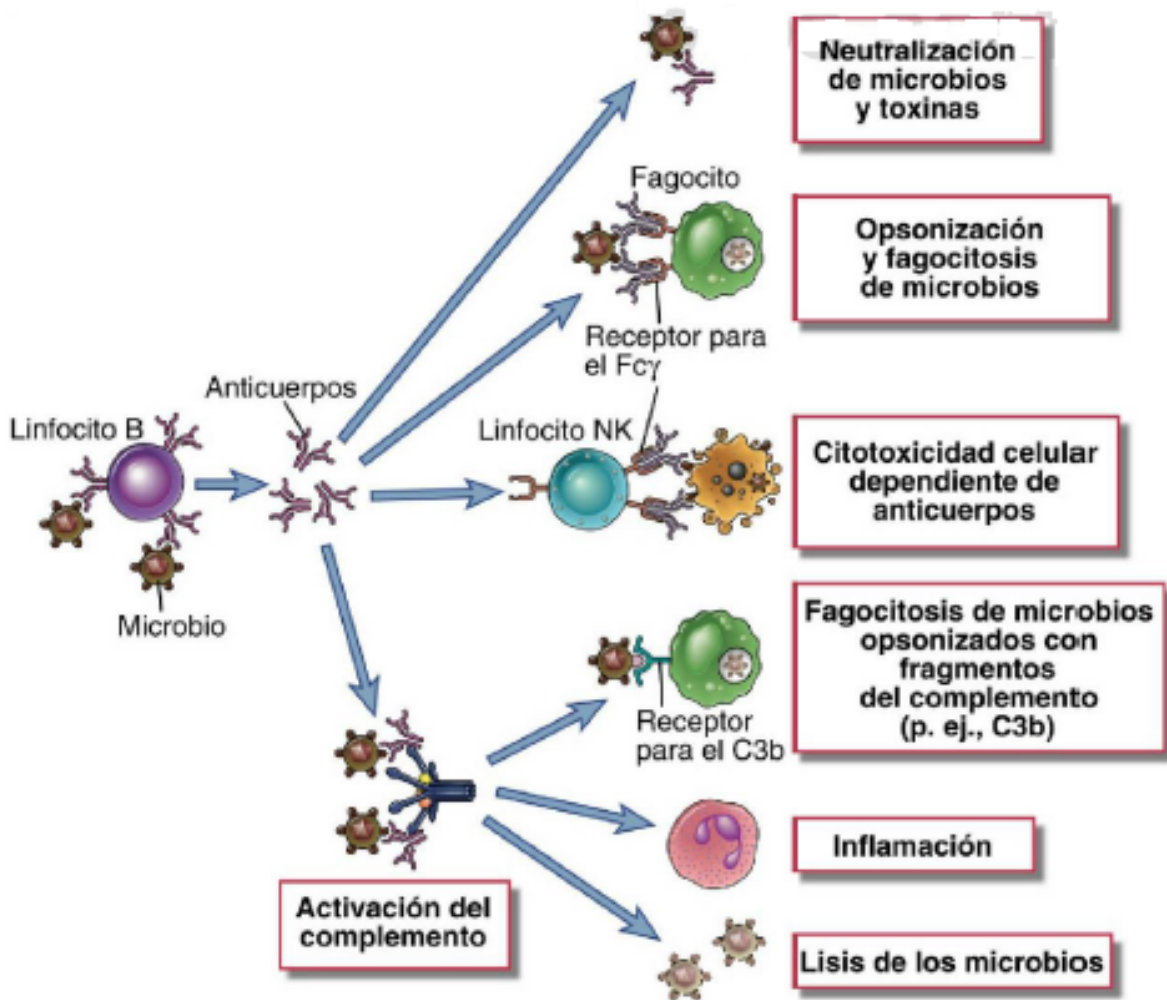 Neutralización
de microbios
y toxinas
Fagocito
Opsonización
y fagocitosis
de microbios
Receptor para
el Fcγ
Anticuerpos
Linfocito B
Linfocito NK
Citotoxicidad celular
dependiente de
anticuerpos
Microbio
Fagocitosis de microbios
opsonizados con
fragmentos
del complemento
(p. ej., C3b)
Receptor
para el C3b
Inflamación
Activación del
complemento
Lisis de los microbios